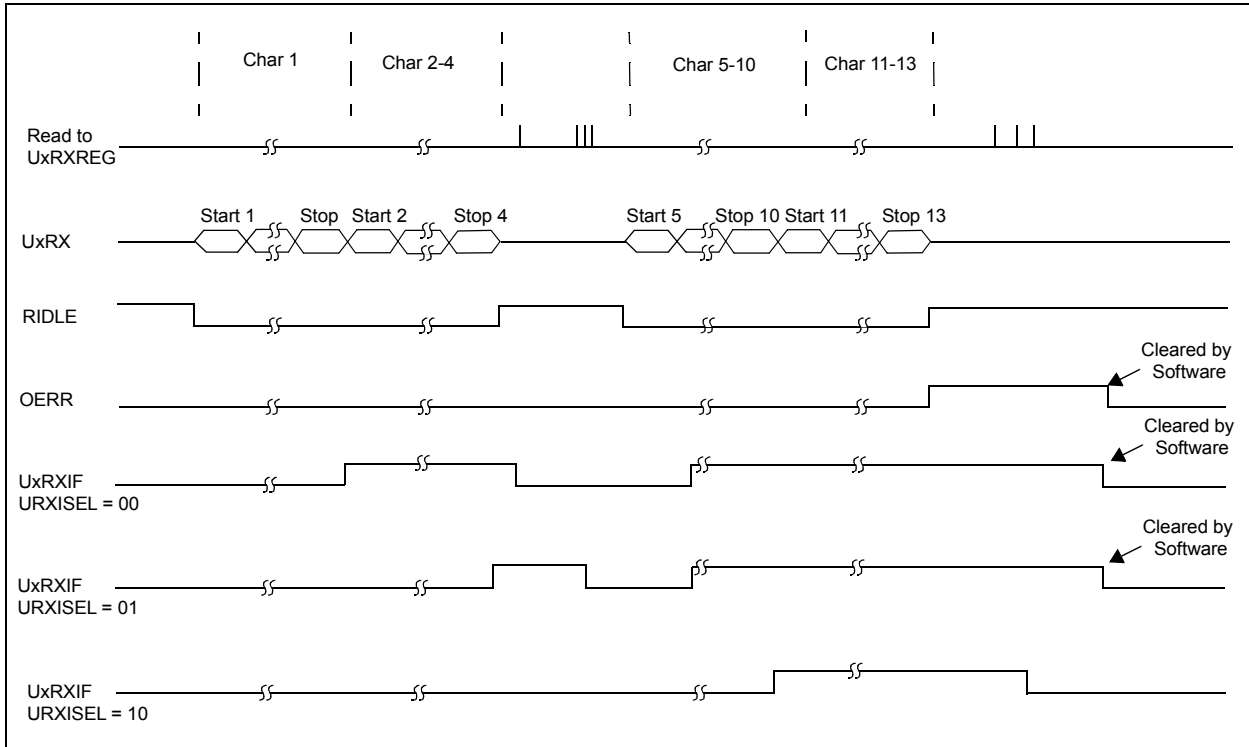 Char 1
Char 2-4
Char 5-10
Char 11-13
Read to
UxRXREG
Start 1
Stop
Start 2
Stop 4
Start 5
Stop 10
Start 11
Stop 13
UxRX
RIDLE
Cleared by
Software
OERR
Cleared by
Software
UxRXIF
URXISEL = 00
Cleared by
Software
UxRXIF
URXISEL = 01
UxRXIF
URXISEL = 10